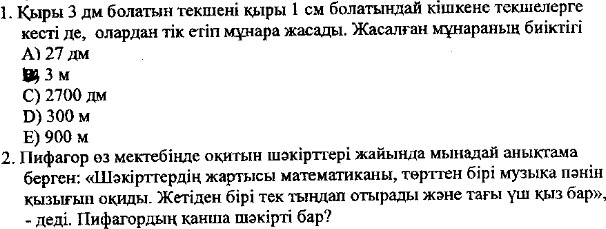 1. Қыры 3 дм болатын текшені қыры 1 см болатындай кішкене текшелерге
кесті де, олардан тік етіп мұнара жасады. Жасалған мұнараның биіктігі
А) 27 дм
В) 3 м
С) 2700 дм
D) 300 м
Е) 900 м
2. Пифагор өз мектебінде оқитын шәкірттері жайында мынадай анықтама
берген: «Шәкірттердің жартысы математиканы, төрттен бірі музыка пәнін
қызығып оқиды. Жетіден бірі тек тыңдап отырады және тағы үш қыз бар»,
- деді. Пифагордың қанша шәкірті бар?